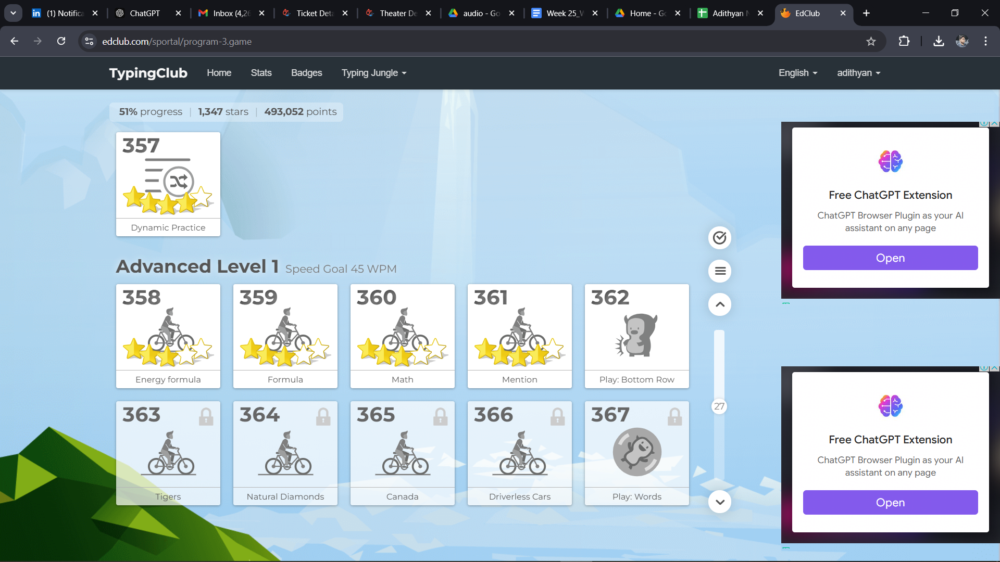 (1) Notifica
ChatGPT
Inbox (4,26
Ticket Deta
Theater De
audio - Go
Week 25_V
Home - Go
Adithyan N
EdClub
edclub.com/sportal/program-3.game
TypingClub
Home
Stats
Badges
Typing Jungle
English
adithyan
51% progress | 1,347 stars | 493,052 points
357
Dynamic Practice
Advanced Level 1 Speed Goal 45 WPM
358
Energy formula
359
Formula
360
Math
361
Mention
362
Play: Bottom Row
363
Tigers
364
Natural Diamonds
365
Canada
366
Driverless Cars
367
Play: Words
27
Free ChatGPT Extension
ChatGPT Browser Plugin as your AI
assistant on any page
Open
Free ChatGPT Extension
ChatGPT Browser Plugin as your AI
assistant on any page
Open